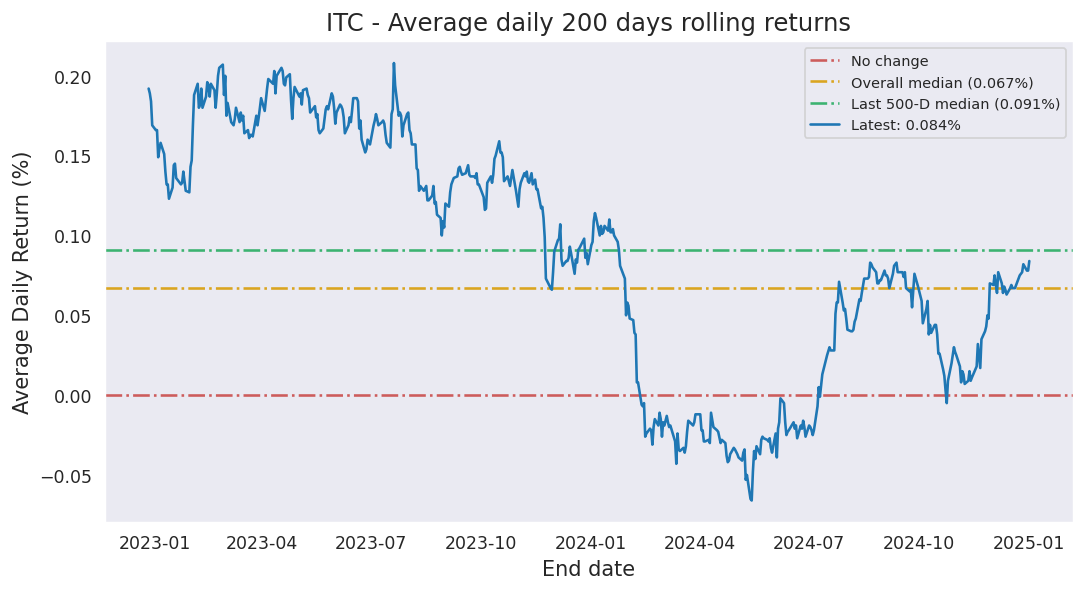 ITC - Average daily 200 days rolling returns
No change
Overall median (0.067%)
Last 500-D median (0.091%)
Latest: 0.084%
Average Daily Return (%)
0.20
0.15
0.10
0.05
0.00
−0.05
2023-01 2023-04 2023-07 2023-10 2024-01 2024-04 2024-07 2024-10 2025-01
End date